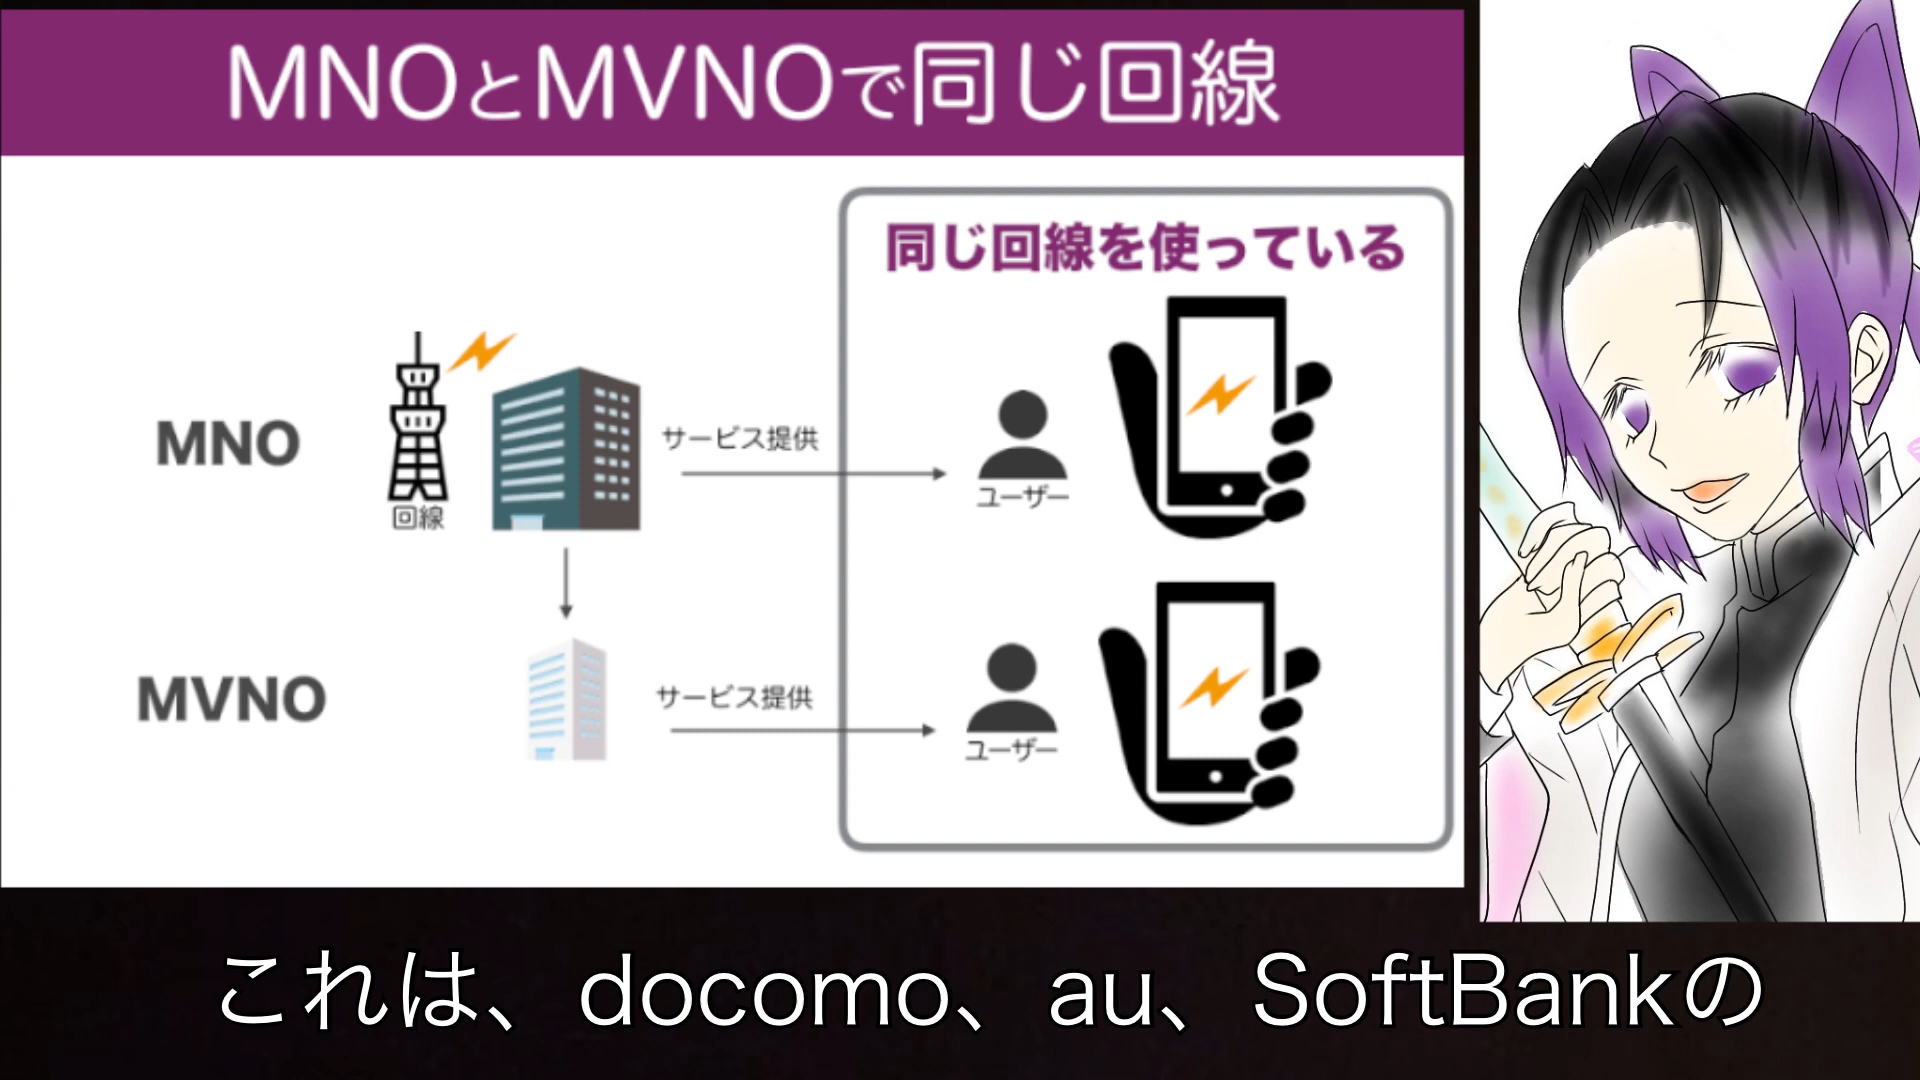 MNOとMVNOで同じ回線
同じ回線を使っている
MNO
回線
サービス提供
ユーザー
MVNO
サービス提供
ユーザー
これは、docomo、au、SoftBankの